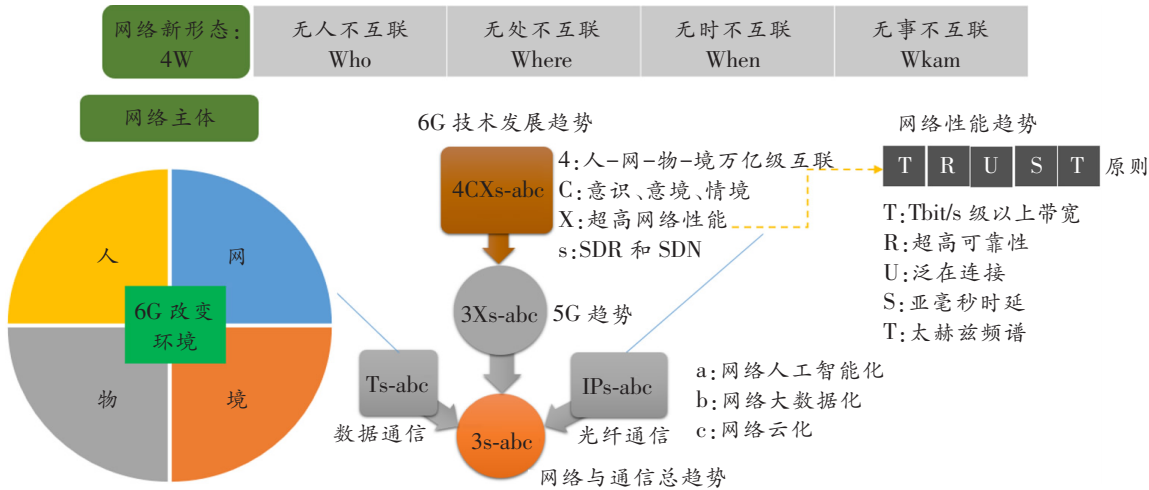 网络新形态：
4W
无人不互联
Who
无处不互联
Where
无时不互联
When
无事不互联
Wkam
网络主体
人
网
物
境
6G 改变
环境
6G 技术发展趋势
4CXs-abc
4：人-网-物-境万亿级互联
C：意识、意境、情境
X：超高网络性能
s：SDR 和 SDN
3Xs-abc
5G 趋势
Ts-abc
数据通信
IPs-abc
光纤通信
3s-abc
网络与通信总趋势
a：网络人工智能化
b：网络大数据化
c：网络云化
网络性能趋势
T R U S T 原则
T：Tbit/s 级以上带宽
R：超高可靠性
U：泛在连接
S：亚毫秒时延
T：太赫兹频谱